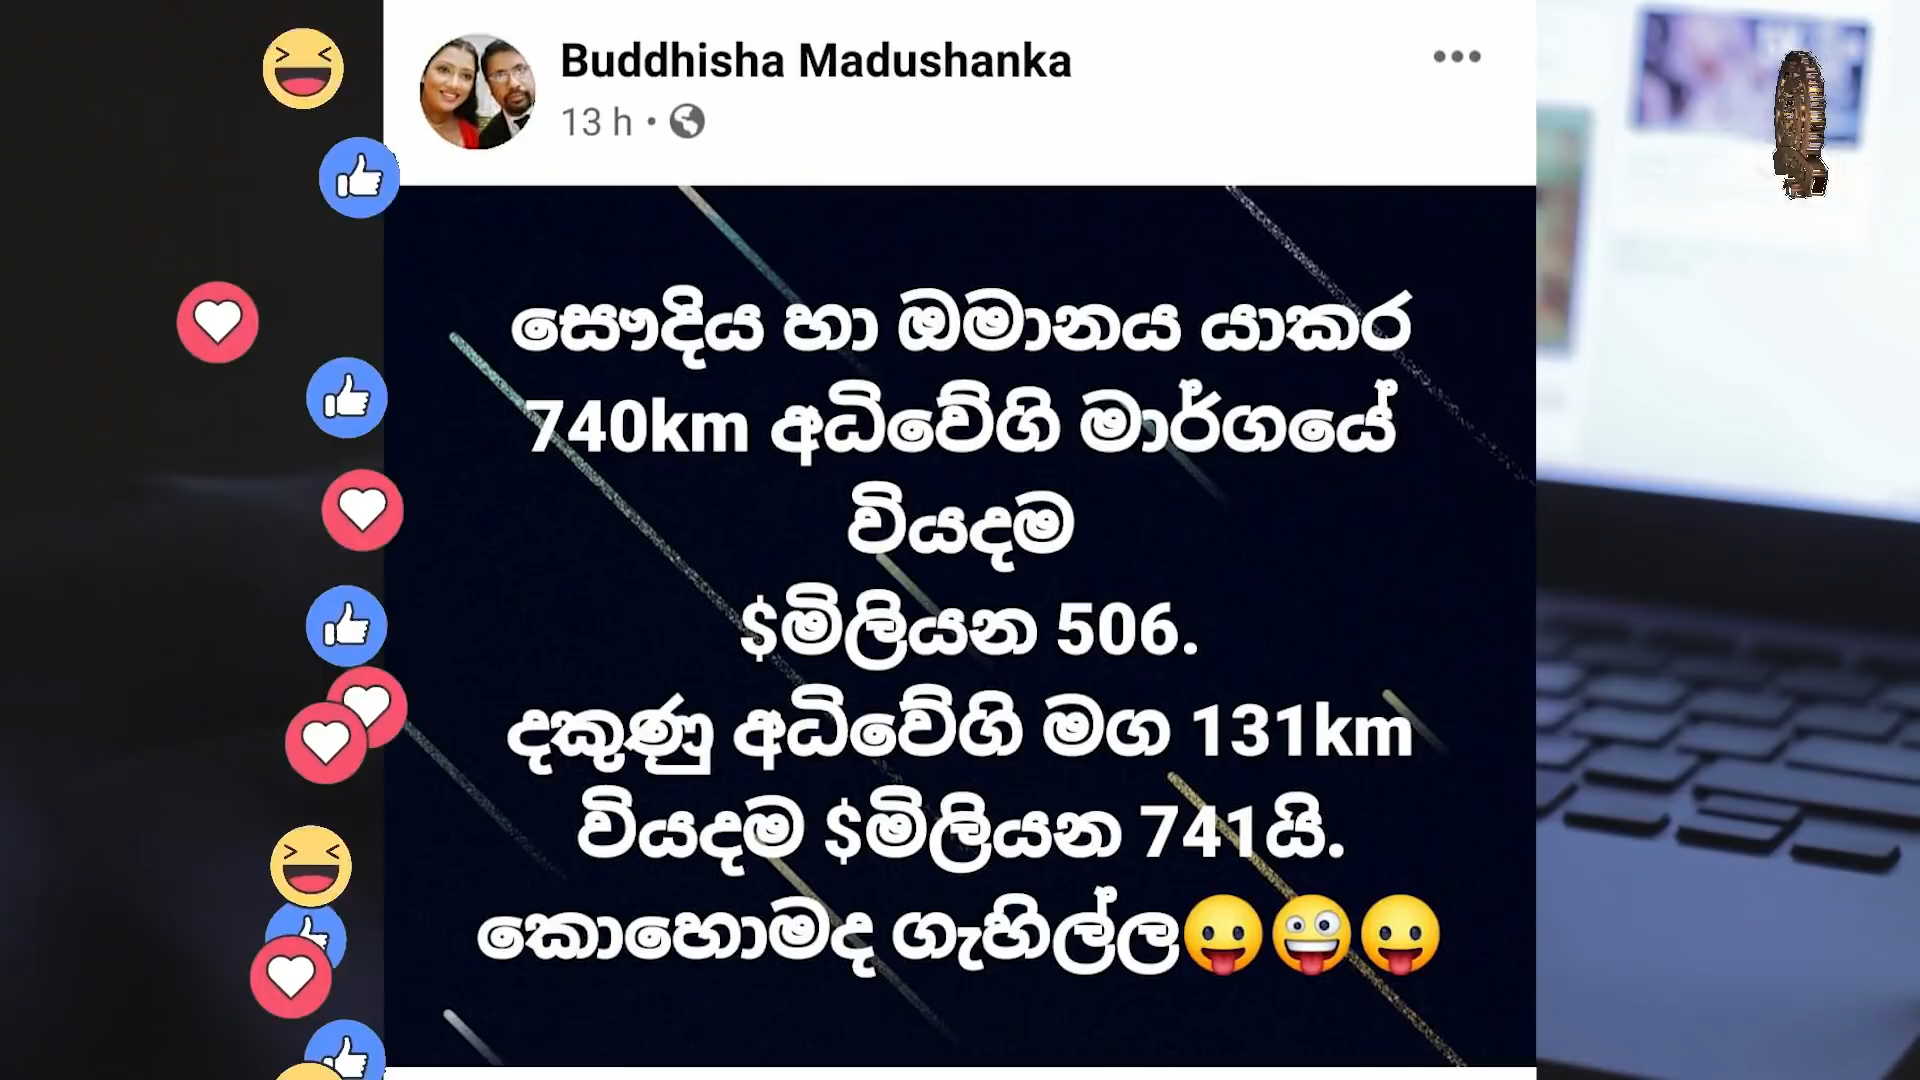 Buddhisha Madushanka
13 h
සෞදිය හා ඔමානය යාකර
740km අධිවේගි මාර්ගයේ
වියදම
$මිලියන 506.
දකුණු අධිවේගි මග 131km
වියදම $මිලියන 741යි.
කොහොමද ගැහිල්ල😛🤪😛